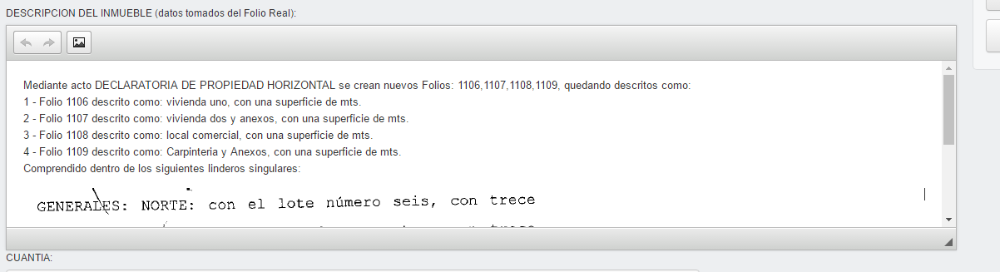 DESCRIPCION DEL INMUEBLE (datos tomados del Folio Real):
Mediante acto DECLARATORIA DE PROPIEDAD HORIZONTAL se crean nuevos Folios: 1106,1107,1108,1109, quedando descritos como:
1 - Folio 1106 descrito como: vivienda uno, con una superficie de mts.
2 - Folio 1107 descrito como: vivienda dos y anexos, con una superficie de mts.
3 - Folio 1108 descrito como: local comercial, con una superficie de mts.
4 - Folio 1109 descrito como: Carpinteria y Anexos, con una superficie de mts.
Comprendido dentro de los siguientes linderos singulares:
GENERALES: NORTE: con el lote número seis, con trece
CUANTIA: